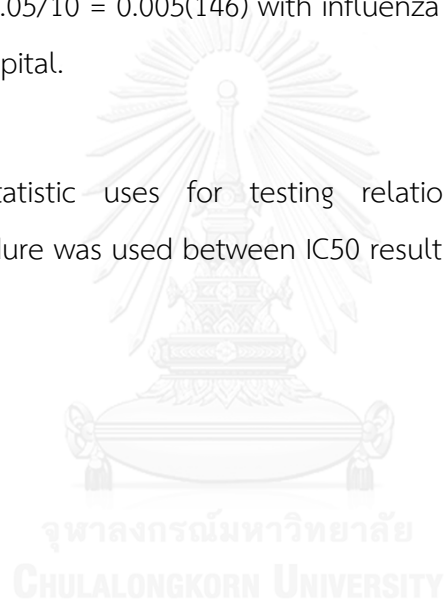 .05/10 = 0.005(146) with influenza
pital.
tatistic uses for testing relatio
dure was used between IC50 result
จุฬาลงกรณ์มหาวิทยาลัย
CHULALONGKORN UNIVERSITY